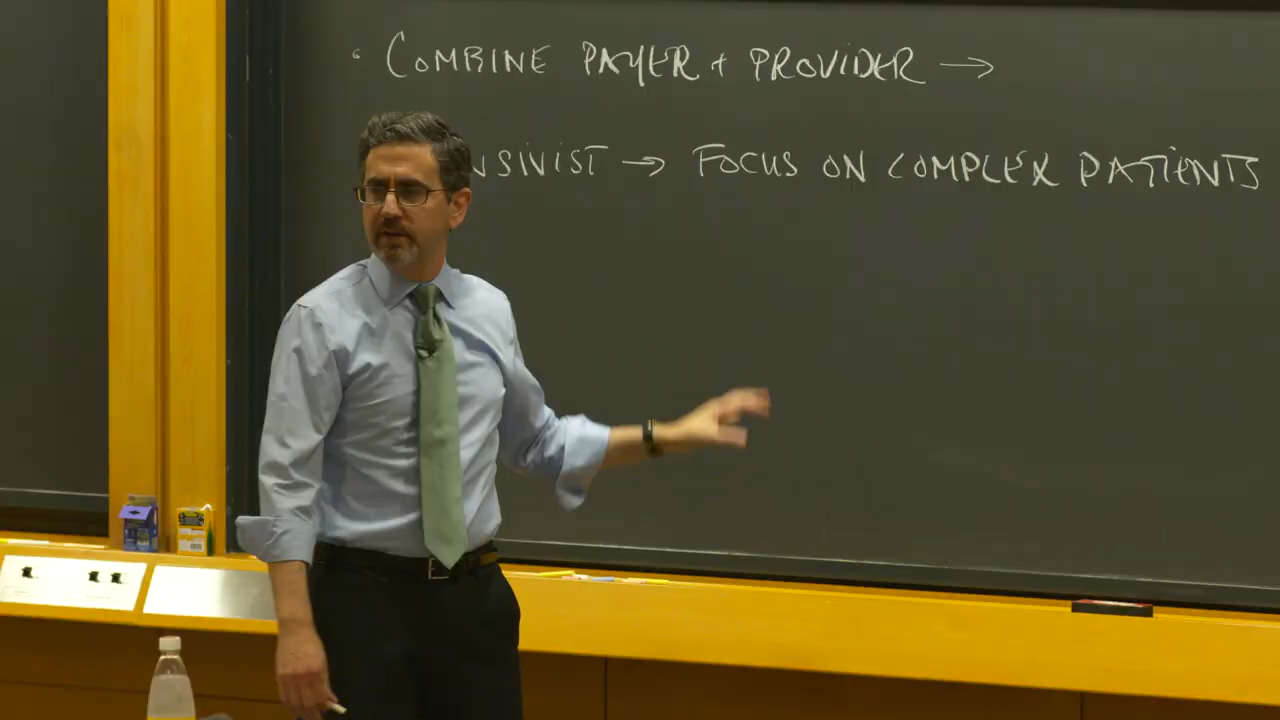 • COMBINE PAYER + PROVIDER →
NSIVIST → FOCUS ON COMPLEX PATIENTS